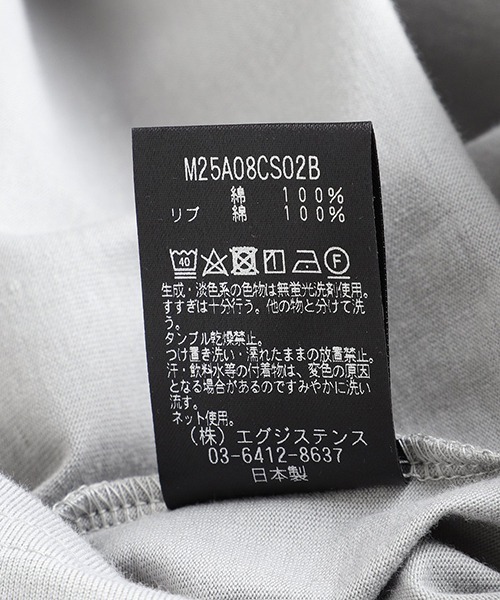 M25A08CS02B
綿 100%
リブ 綿 100%
40 F
生成・淡色系の色物は無蛍光洗剤使用。
すすぎは十分行う。他の物と分けて洗
う。
タンブル乾燥禁止。
つけ置き洗い・濡れたままの放置禁止。
汗・飲料水等の付着物は、変色の原因
となる場合があるのですみやかに洗い
流す。
ネット使用。
（株）エグジステンス
03-6412-8637
日本製